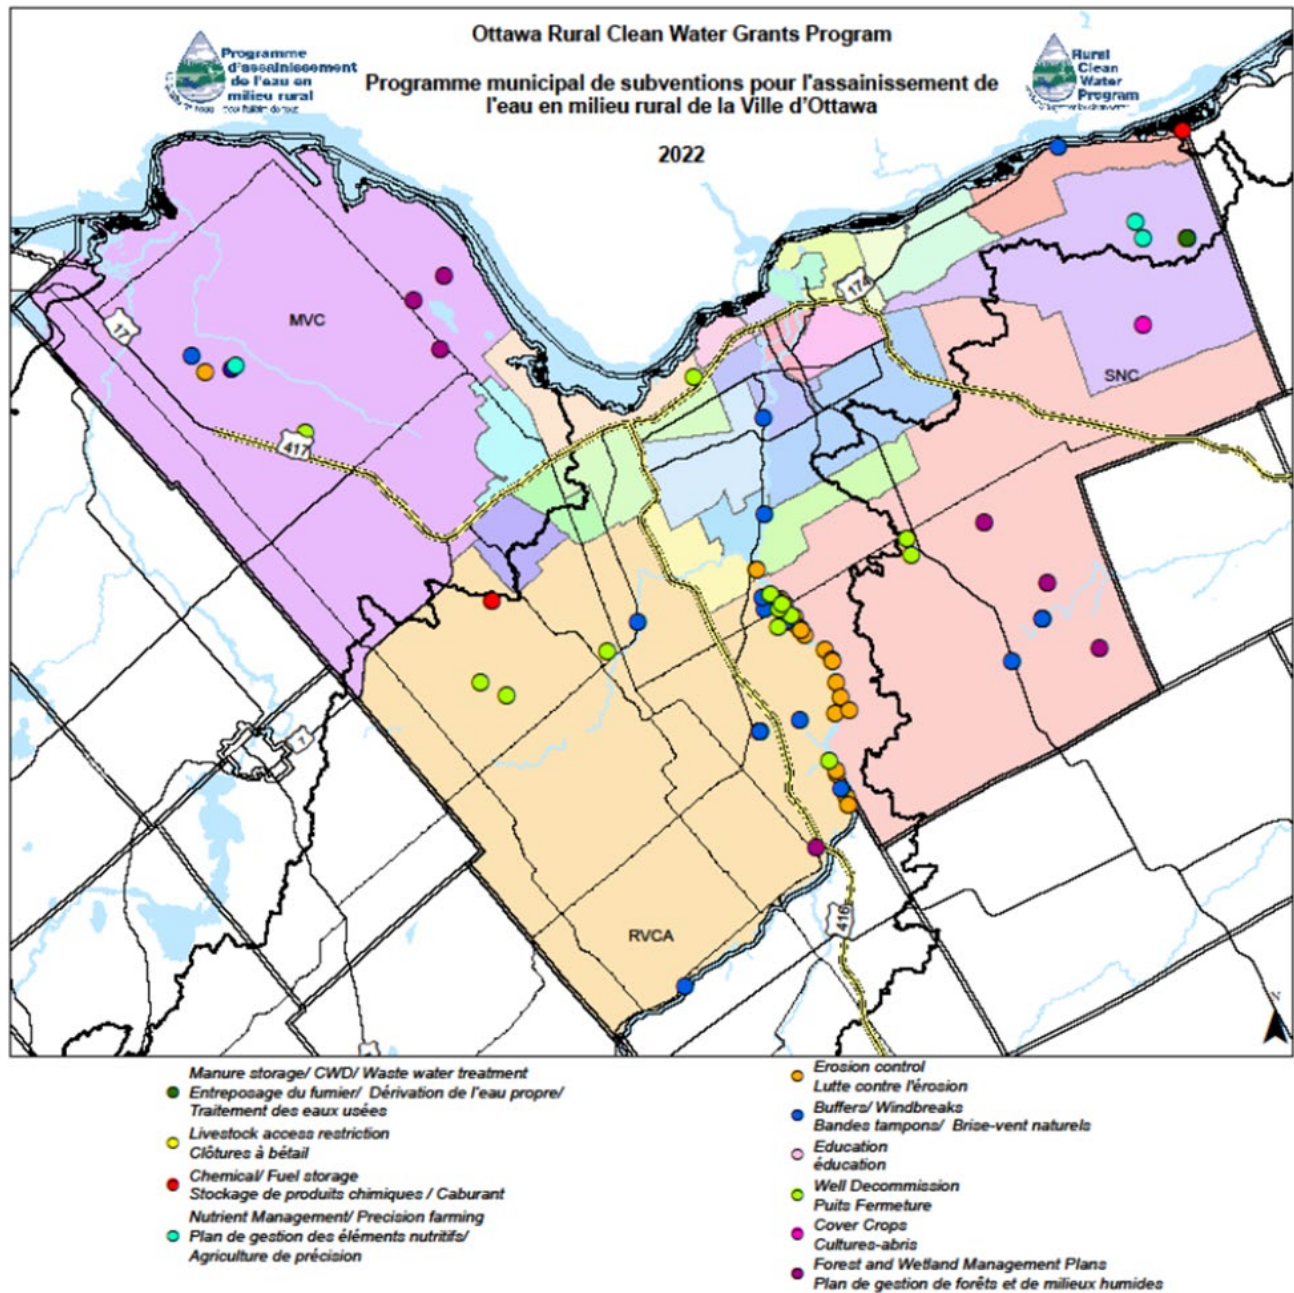 Ottawa Rural Clean Water Grants Program
Programme
d'assainissement
de l'eau en
milieu rural
Programme municipal de subventions pour l'assainissement de
l'eau en milieu rural de la Ville d'Ottawa
2022
Rural
Clean
Water
Program
174
MVC
17
SNC
417
1
416
RVCA
Manure storage/ CWD/ Waste water treatment
Entreposage du fumier/ Dérivation de l'eau propre/
Traitement des eaux usées
Livestock access restriction
Clôtures à bétail
Chemical/ Fuel storage
Stockage de produits chimiques / Caburant
Nutrient Management/ Precision farming
Plan de gestion des éléments nutritifs/
Agriculture de précision
Erosion control
Lutte contre l'érosion
Buffers/ Windbreaks
Bandes tampons/ Brise-vent naturels
Education
éducation
Well Decommission
Puits Fermeture
Cover Crops
Cultures-abris
Forest and Wetland Management Plans
Plan de gestion de forêts et de milieux humides